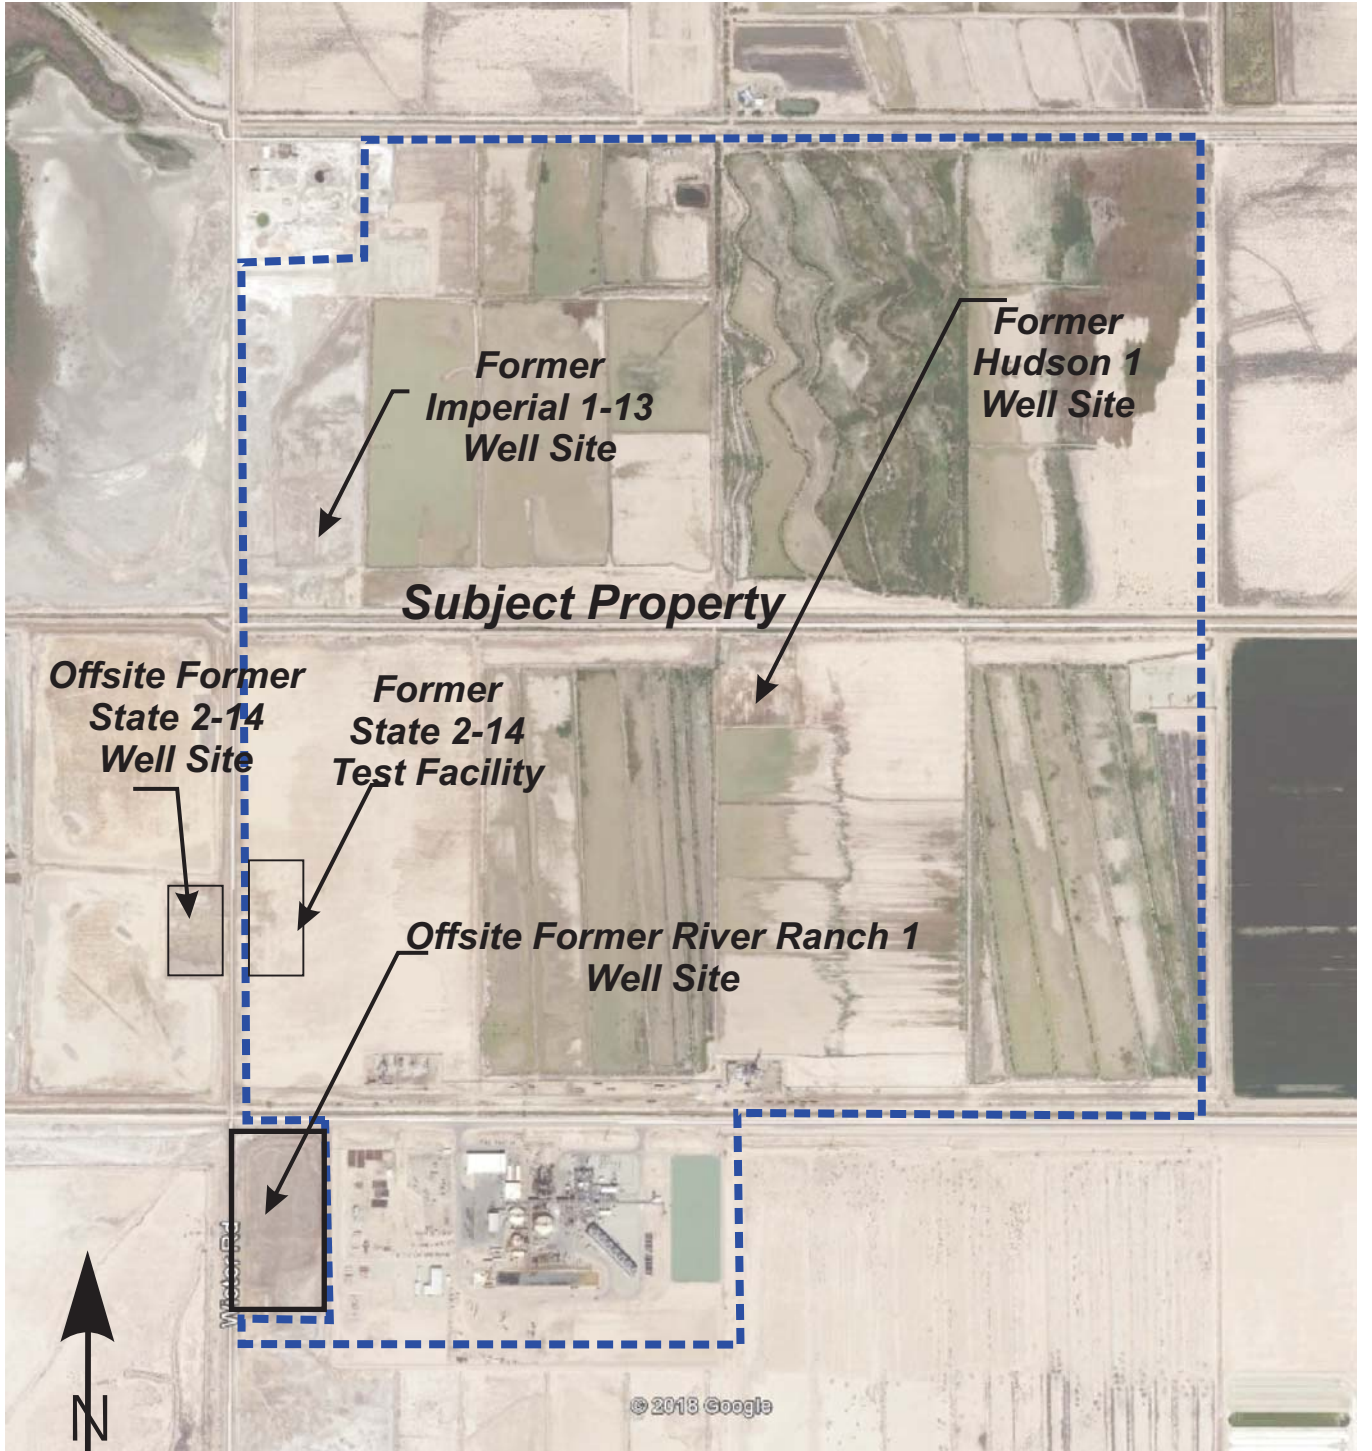 Former
Hudson 1
Well Site
Former
Imperial 1-13
Well Site
Subject Property
Offsite Former
State 2-14
Well Site
Former
State 2-14
Test Facility
Offsite Former River Ranch 1
Well Site
Wister Rd
N
© 2018 Google